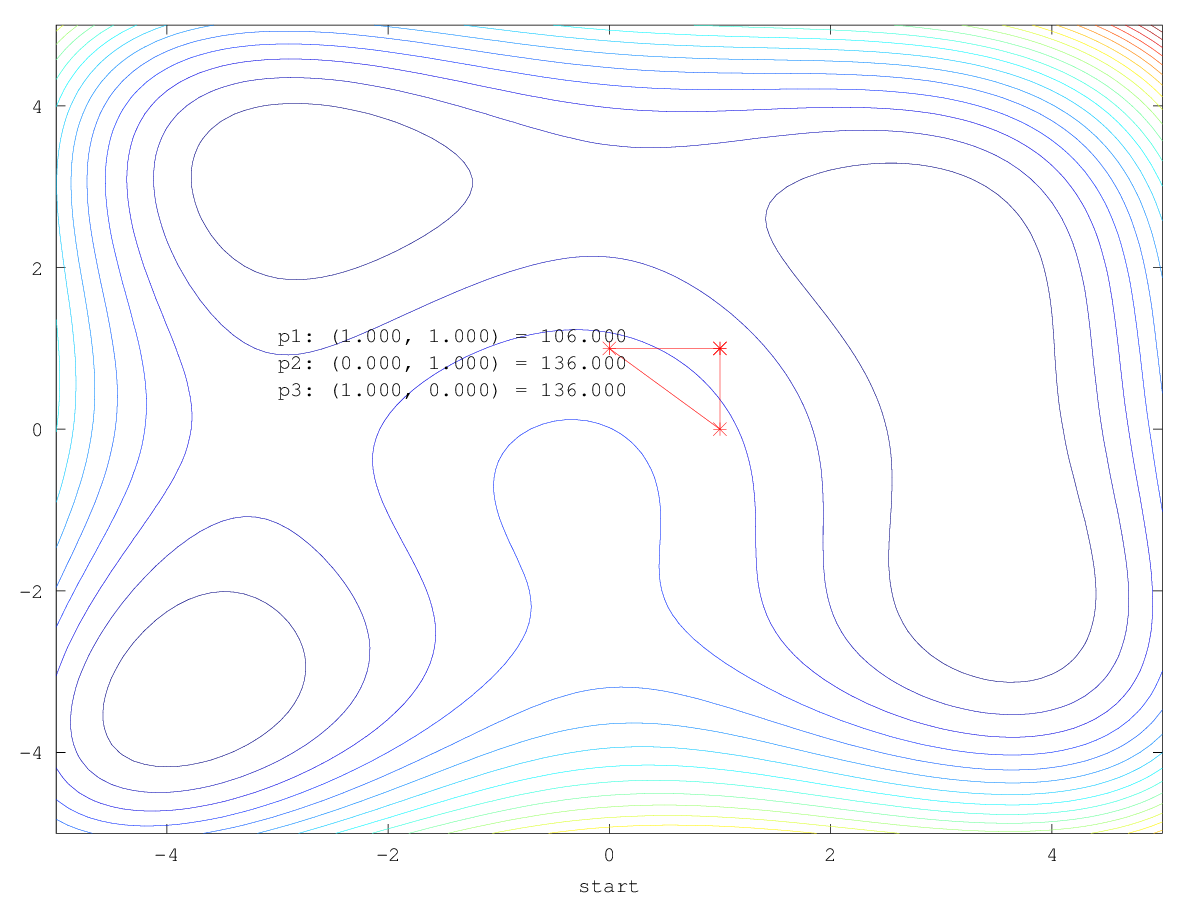 4
2
0
-2
-4
p1: (1.000, 1.000) = 106.000
p2: (0.000, 1.000) = 136.000
p3: (1.000, 0.000) = 136.000
-4 -2 0 2 4
start